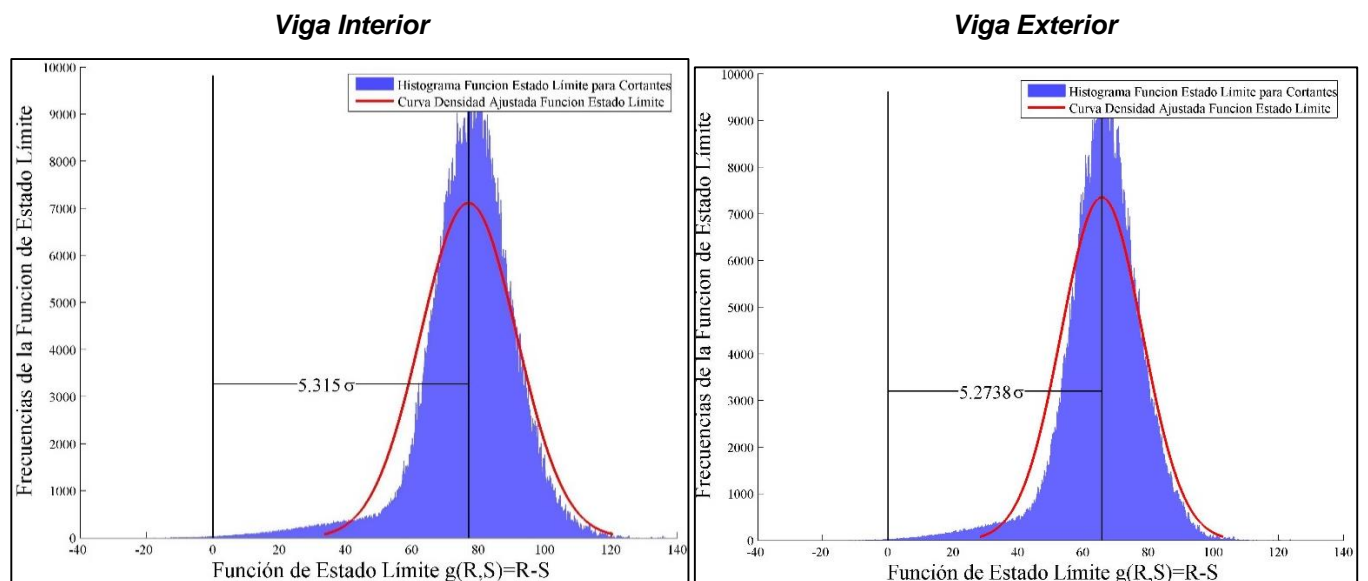 Viga Interior
Viga Exterior
Histograma Funcion Estado Límite para Cortantes
Curva Densidad Ajustada Funcion Estado Límite
Frecuencias de la Funcion de Estado Límite
10000
9000
8000
7000
6000
5000
4000
3000
2000
1000
0
5.315 σ
-40 -20 0 20 40 60 80 100 120 140
Función de Estado Límite g(R,S)=R-S
Histograma Funcion Estado Límite para Cortantes
Curva Densidad Ajustada Funcion Estado Límite
Frecuencias de la Funcion de Estado Límite
10000
9000
8000
7000
6000
5000
4000
3000
2000
1000
0
5.2738 σ
-40 -20 0 20 40 60 80 100 120 140
Función de Estado Límite g(R,S)=R-S